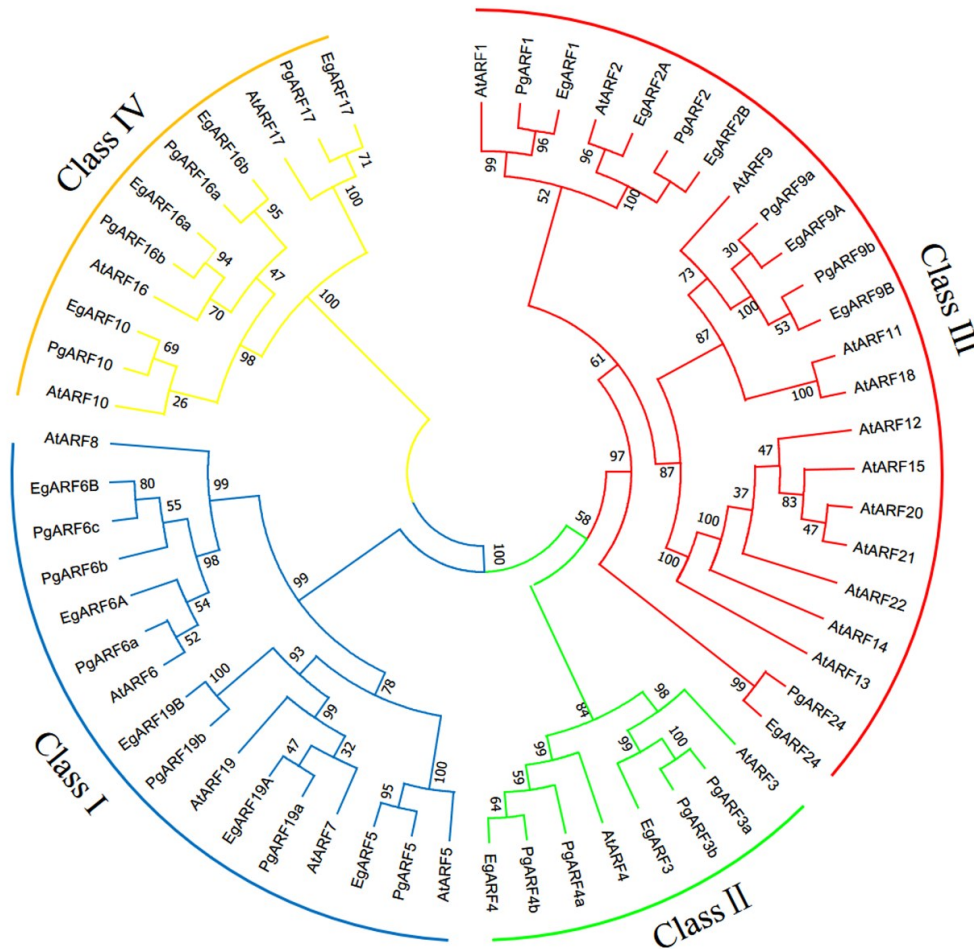 Class IV
EgARF17
PgARF17
AtARF17
EgARF16b
PgARF16a
EgARF16a
PgARF16b
AtARF16
EgARF10
PgARF10
AtARF10
71
100
95
94
47
70
69
26
98
100
Class III
AtARF1
PgARF1
EgARF1
AtARF2
EgARF2A
PgARF2
EgARF2B
AtARF9
PgARF9a
EgARF9A
PgARF9b
EgARF9B
AtARF11
AtARF18
AtARF12
AtARF15
AtARF20
AtARF21
AtARF22
AtARF14
AtARF13
PgARF24
EgARF24
99
96
96
100
52
30
73
100
53
87
100
61
87
47
83
47
37
100
100
97
99
58
Class II
AtARF3
PgARF3a
PgARF3b
EgARF3
AtARF4
PgARF4a
PgARF4b
EgARF4
98
100
99
84
99
59
64
100
Class I
AtARF8
EgARF6B
PgARF6c
PgARF6b
EgARF6A
PgARF6a
AtARF6
EgARF19B
PgARF19b
AtARF19
EgARF19A
PgARF19a
AtARF7
EgARF5
PgARF5
AtARF5
99
80
55
98
54
52
99
100
93
99
47
32
78
95
100